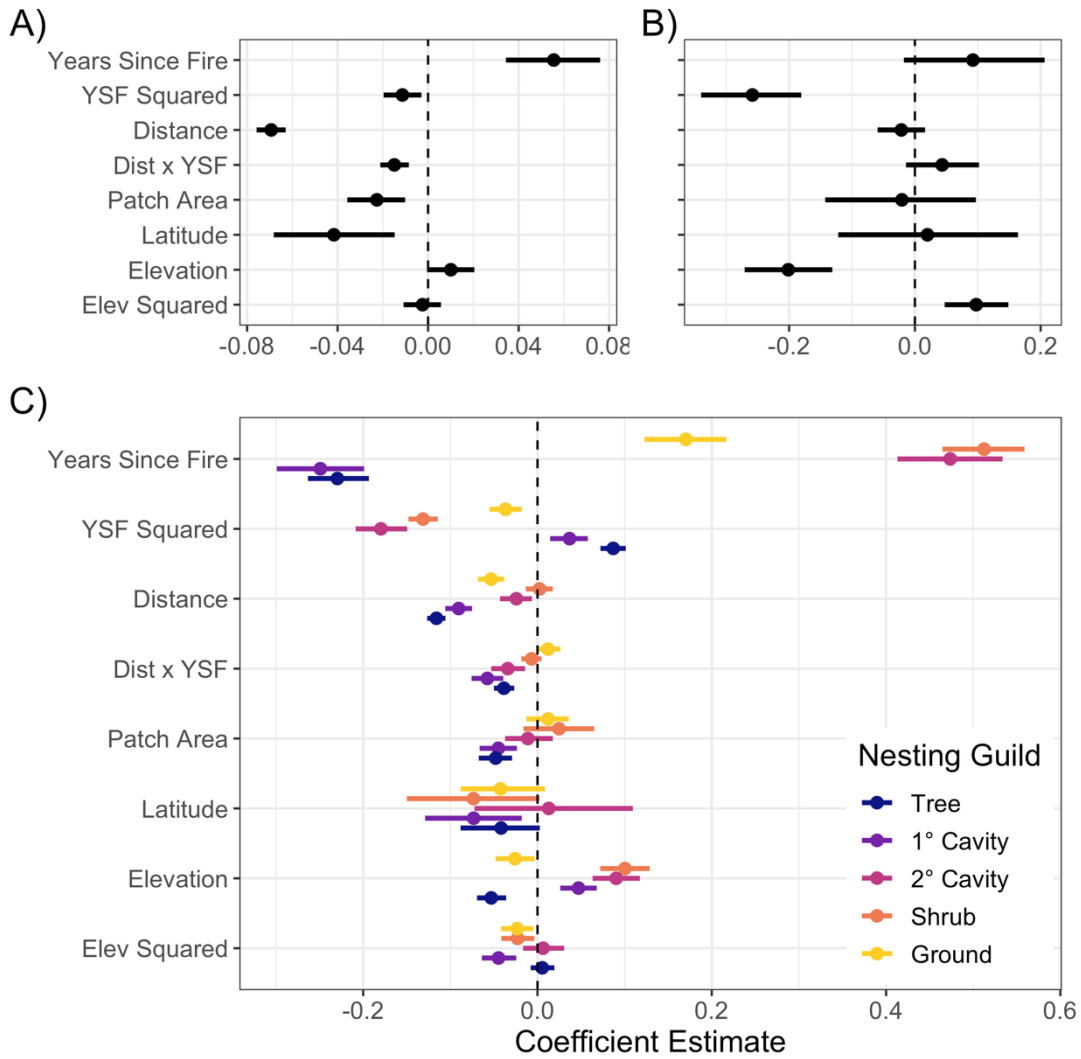 A)
B)
Years Since Fire
YSF Squared
Distance
Dist x YSF
Patch Area
Latitude
Elevation
Elev Squared
-0.08 -0.04 0.00 0.04 0.08
-0.2 0.0 0.2
C)
Years Since Fire
YSF Squared
Distance
Dist x YSF
Patch Area
Latitude
Elevation
Elev Squared
Nesting Guild
Tree
1° Cavity
2° Cavity
Shrub
Ground
-0.2 0.0 0.2 0.4 0.6
Coefficient Estimate